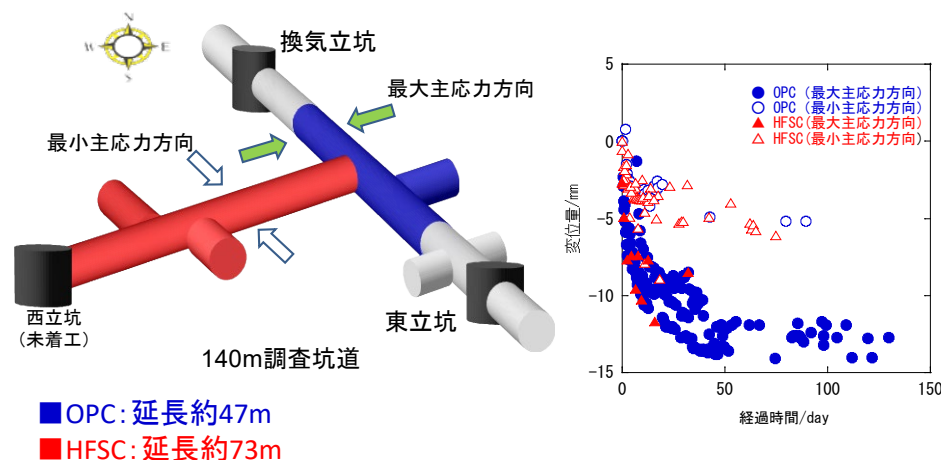 N
W
E
S
換気立坑
最大主応力方向
最小主応力方向
西立坑
(未着工)
東立坑
140m調査坑道
■OPC:延長約47m
■HFSC:延長約73m
5
0
-5
-10
-15
変位量/mm
OPC (最大主応力方向)
OPC (最小主応力方向)
HFSC(最大主応力方向)
HFSC(最小主応力方向)
0
50
100
150
経過時間/day